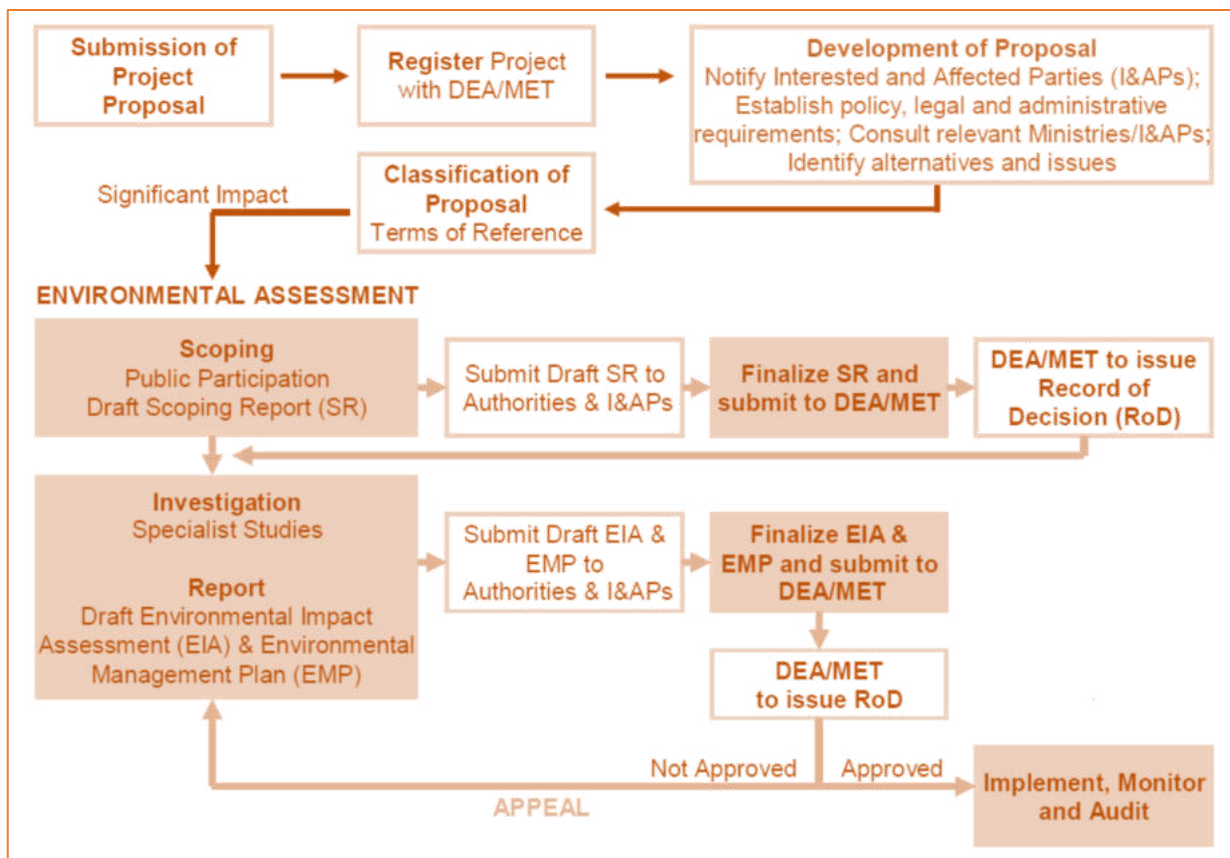 Submission of
Project
Proposal
Register Project
with DEA/MET
Development of Proposal
Notify Interested and Affected Parties (I&APs);
Establish policy, legal and administrative
requirements; Consult relevant Ministries/I&APs;
Identify alternatives and issues
Classification of
Proposal
Terms of Reference
Significant Impact
ENVIRONMENTAL ASSESSMENT
Scoping
Public Participation
Draft Scoping Report (SR)
Submit Draft SR to
Authorities & I&APs
Finalize SR and
submit to DEA/MET
DEA/MET to issue
Record of
Decision (RoD)
Investigation
Specialist Studies
Report
Draft Environmental Impact
Assessment (EIA) & Environmental
Management Plan (EMP)
Submit Draft EIA &
EMP to
Authorities & I&APs
Finalize EIA &
EMP and submit to
DEA/MET
DEA/MET
to issue RoD
Not Approved
Approved
APPEAL
Implement, Monitor
and Audit